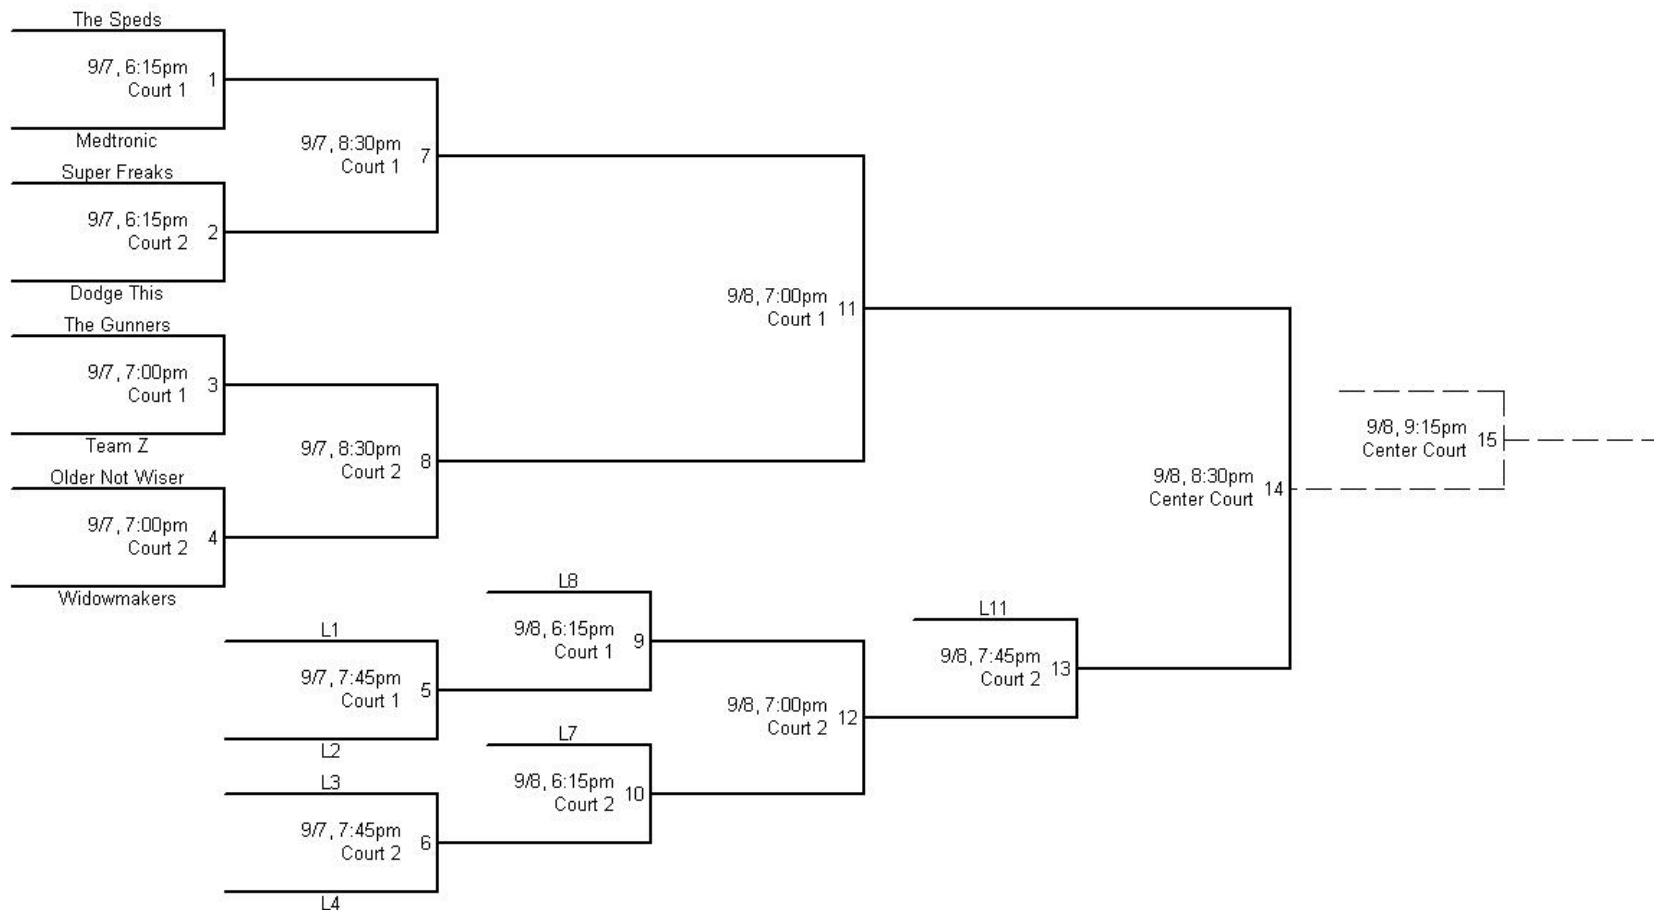 The Speds
9/7, 6:15pm
Court 1
1
Medtronic
Super Freaks
9/7, 6:15pm
Court 2
2
Dodge This
The Gunners
9/7, 7:00pm
Court 1
3
Team Z
Older Not Wiser
9/7, 7:00pm
Court 2
4
Widowmakers
9/7, 8:30pm
Court 1
7
9/7, 8:30pm
Court 2
8
9/8, 7:00pm
Court 1
11
9/8, 8:30pm
Center Court
14
9/8, 9:15pm
Center Court
15
L1
9/7, 7:45pm
Court 1
5
L2
L3
9/7, 7:45pm
Court 2
6
L4
L8
9/8, 6:15pm
Court 1
9
L7
9/8, 6:15pm
Court 2
10
9/8, 7:00pm
Court 2
12
L11
9/8, 7:45pm
Court 2
13